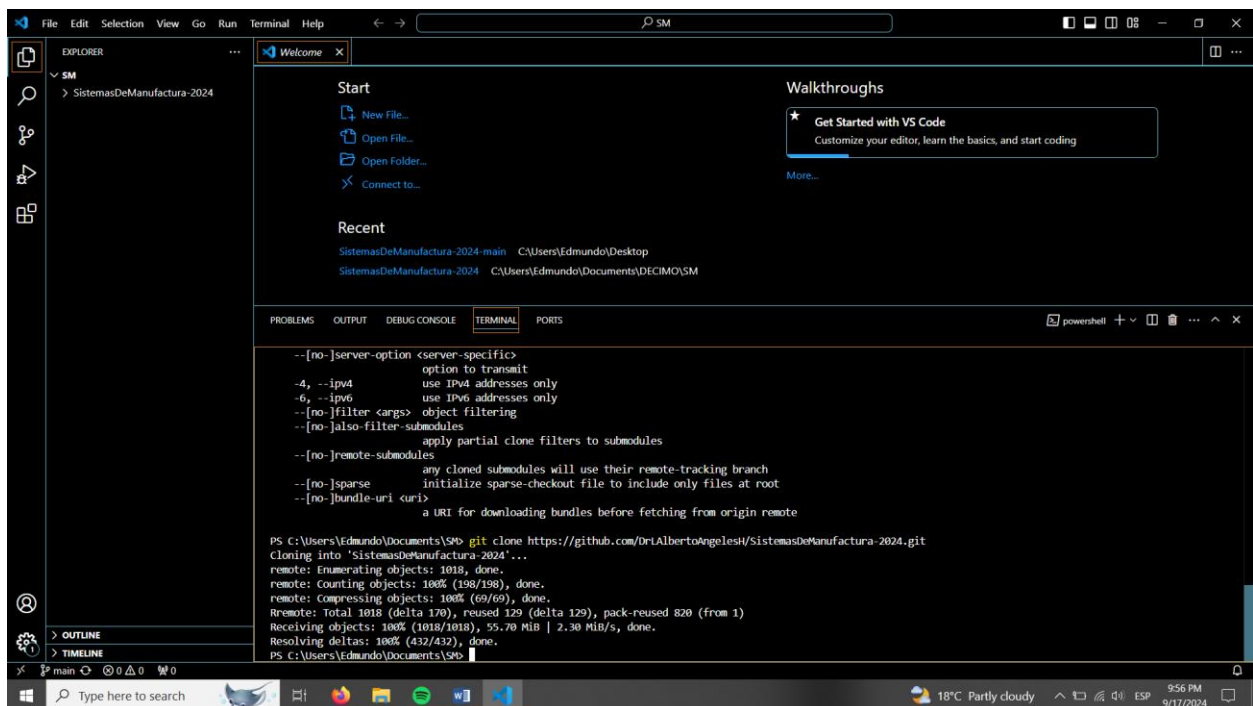 File Edit Selection View Go Run Terminal Help SM
EXPLORER
SM
SistemasDeManufactura-2024
OUTLINE
TIMELINE
Welcome
Start
New File...
Open File...
Open Folder...
Connect to...
Recent
SistemasDeManufactura-2024-main C:\Users\Edmundo\Desktop
SistemasDeManufactura-2024 C:\Users\Edmundo\Documents\DECIMO\SM
Walkthroughs
Get Started with VS Code
Customize your editor, learn the basics, and start coding
More...
PROBLEMS OUTPUT DEBUG CONSOLE TERMINAL PORTS powershell
--[no-]server-option <server-specific>
option to transmit
-4, --ipv4 use IPv4 addresses only
-6, --ipv6 use IPv6 addresses only
--[no-]filter <args> object filtering
--[no-]also-filter-submodules
apply partial clone filters to submodules
--[no-]remote-submodules
any cloned submodules will use their remote-tracking branch
--[no-]sparse initialize sparse-checkout file to include only files at root
--[no-]bundle-uri <uri>
a URI for downloading bundles before fetching from origin remote
PS C:\Users\Edmundo\Documents\SM> git clone https://github.com/DrLAlbertoAngelesH/SistemasDeManufactura-2024.git
Cloning into 'SistemasDeManufactura-2024'...
remote: Enumerating objects: 1018, done.
remote: Counting objects: 100% (198/198), done.
remote: Compressing objects: 100% (69/69), done.
Rremote: Total 1018 (delta 170), reused 129 (delta 129), pack-reused 820 (from 1)
Receiving objects: 100% (1018/1018), 55.70 MiB | 2.30 MiB/s, done.
Resolving deltas: 100% (432/432), done.
PS C:\Users\Edmundo\Documents\SM>
1
main 0 0 0
Type here to search 18°C Partly cloudy ESP 9:56 PM
9/17/2024